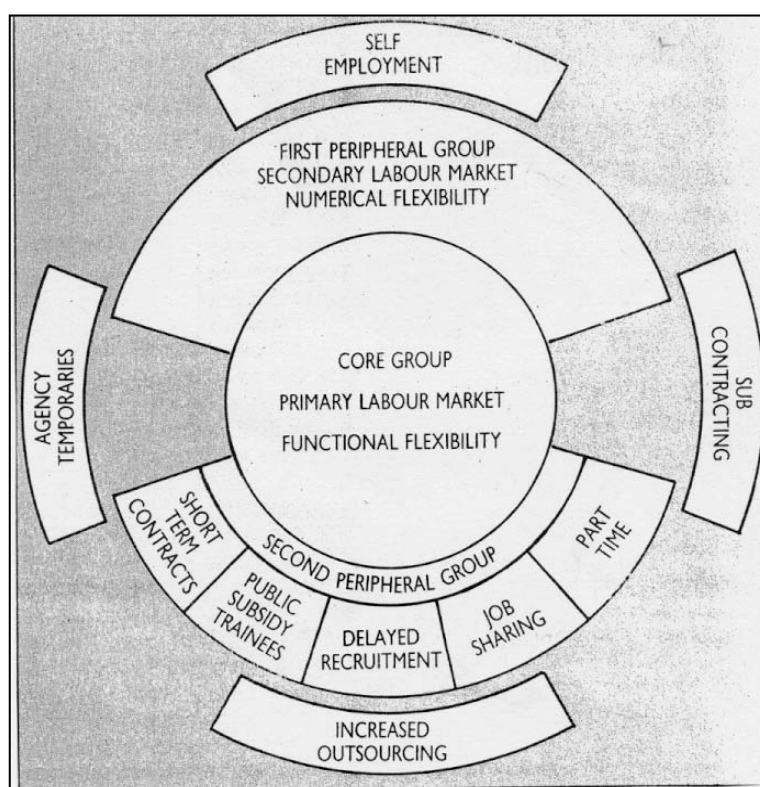 SELF
EMPLOYMENT
FIRST PERIPHERAL GROUP
SECONDARY LABOUR MARKET
NUMERICAL FLEXIBILITY
AGENCY
TEMPORARIES
CORE GROUP
PRIMARY LABOUR MARKET
FUNCTIONAL FLEXIBILITY
SUB
CONTRACTING
SECOND PERIPHERAL GROUP
SHORT
TERM
CONTRACTS
PUBLIC
SUBSIDY
TRAINEES
DELAYED
RECRUITMENT
JOB
SHARING
PART
TIME
INCREASED
OUTSOURCING